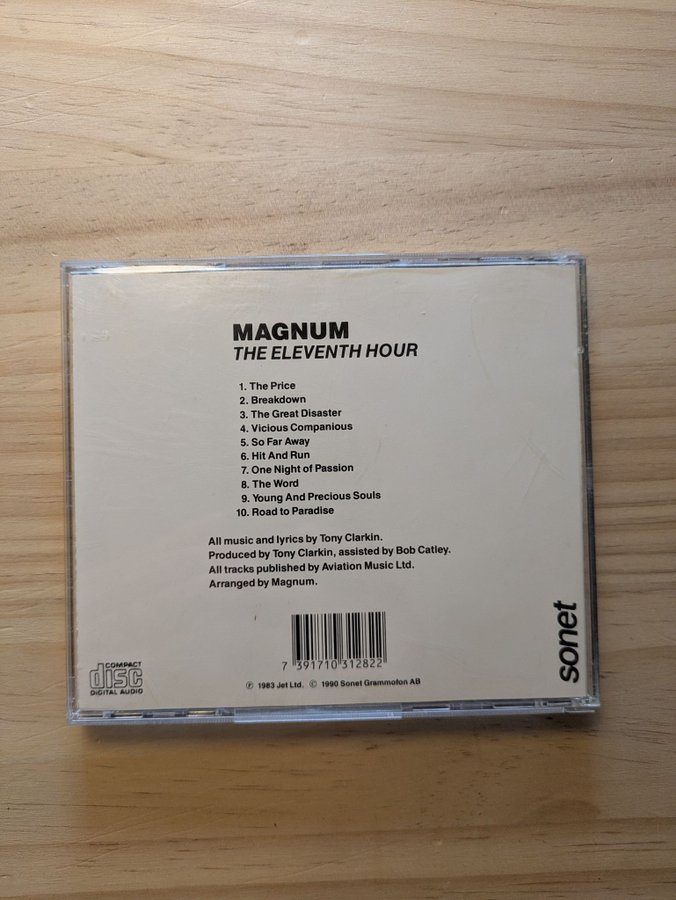 MAGNUM
THE ELEVENTH HOUR
1. The Price
2. Breakdown
3. The Great Disaster
4. Vicious Companious
5. So Far Away
6. Hit And Run
7. One Night of Passion
8. The Word
9. Young And Precious Souls
10. Road to Paradise
All music and lyrics by Tony Clarkin.
Produced by Tony Clarkin, assisted by Bob Catley.
All tracks published by Aviation Music Ltd.
Arranged by Magnum.
7 391710 312822
COMPACT
disc
DIGITAL AUDIO
Ⓟ 1983 Jet Ltd. © 1990 Sonet Grammofon AB
sonet